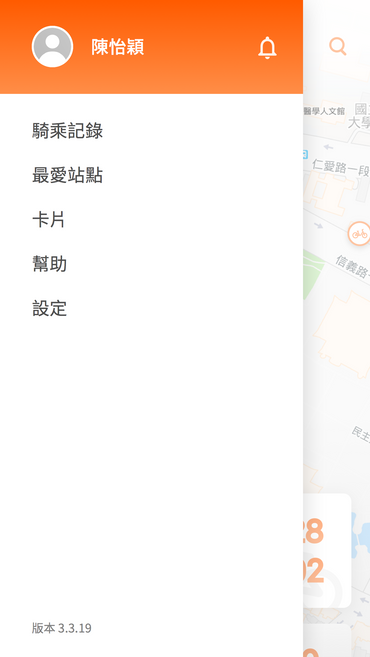 陳怡穎
騎乘記錄
最愛站點
卡片
幫助
設定
版本 3.3.19
醫學人文館
國
大學
仁愛路一段
信義路
民主
28
02